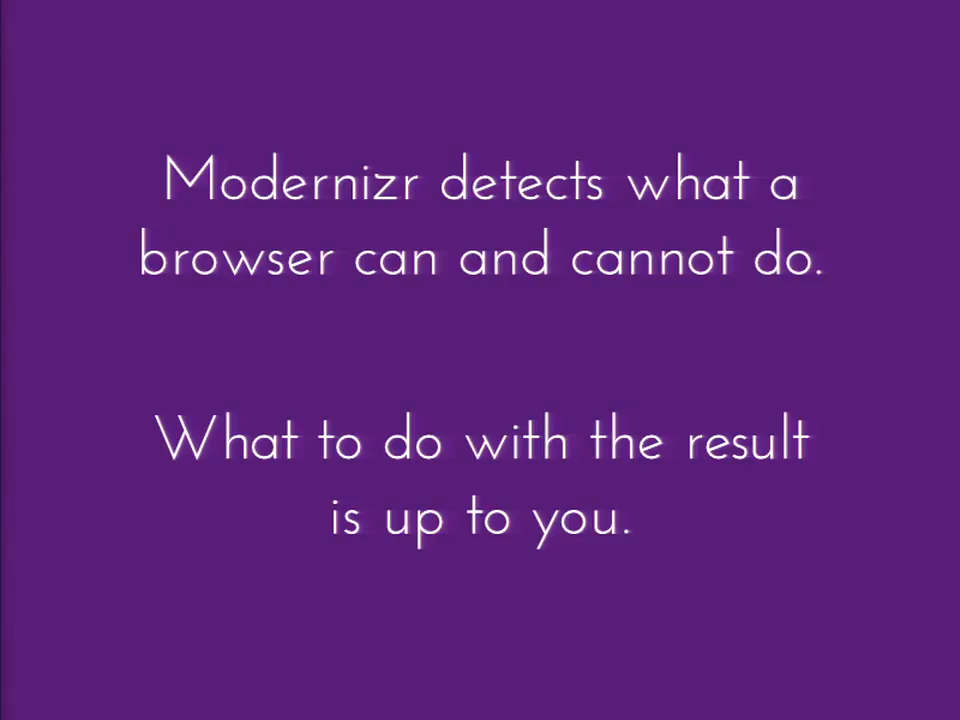 Modernizr detects what a
browser can and cannot do.
What to do with the result
is up to you.